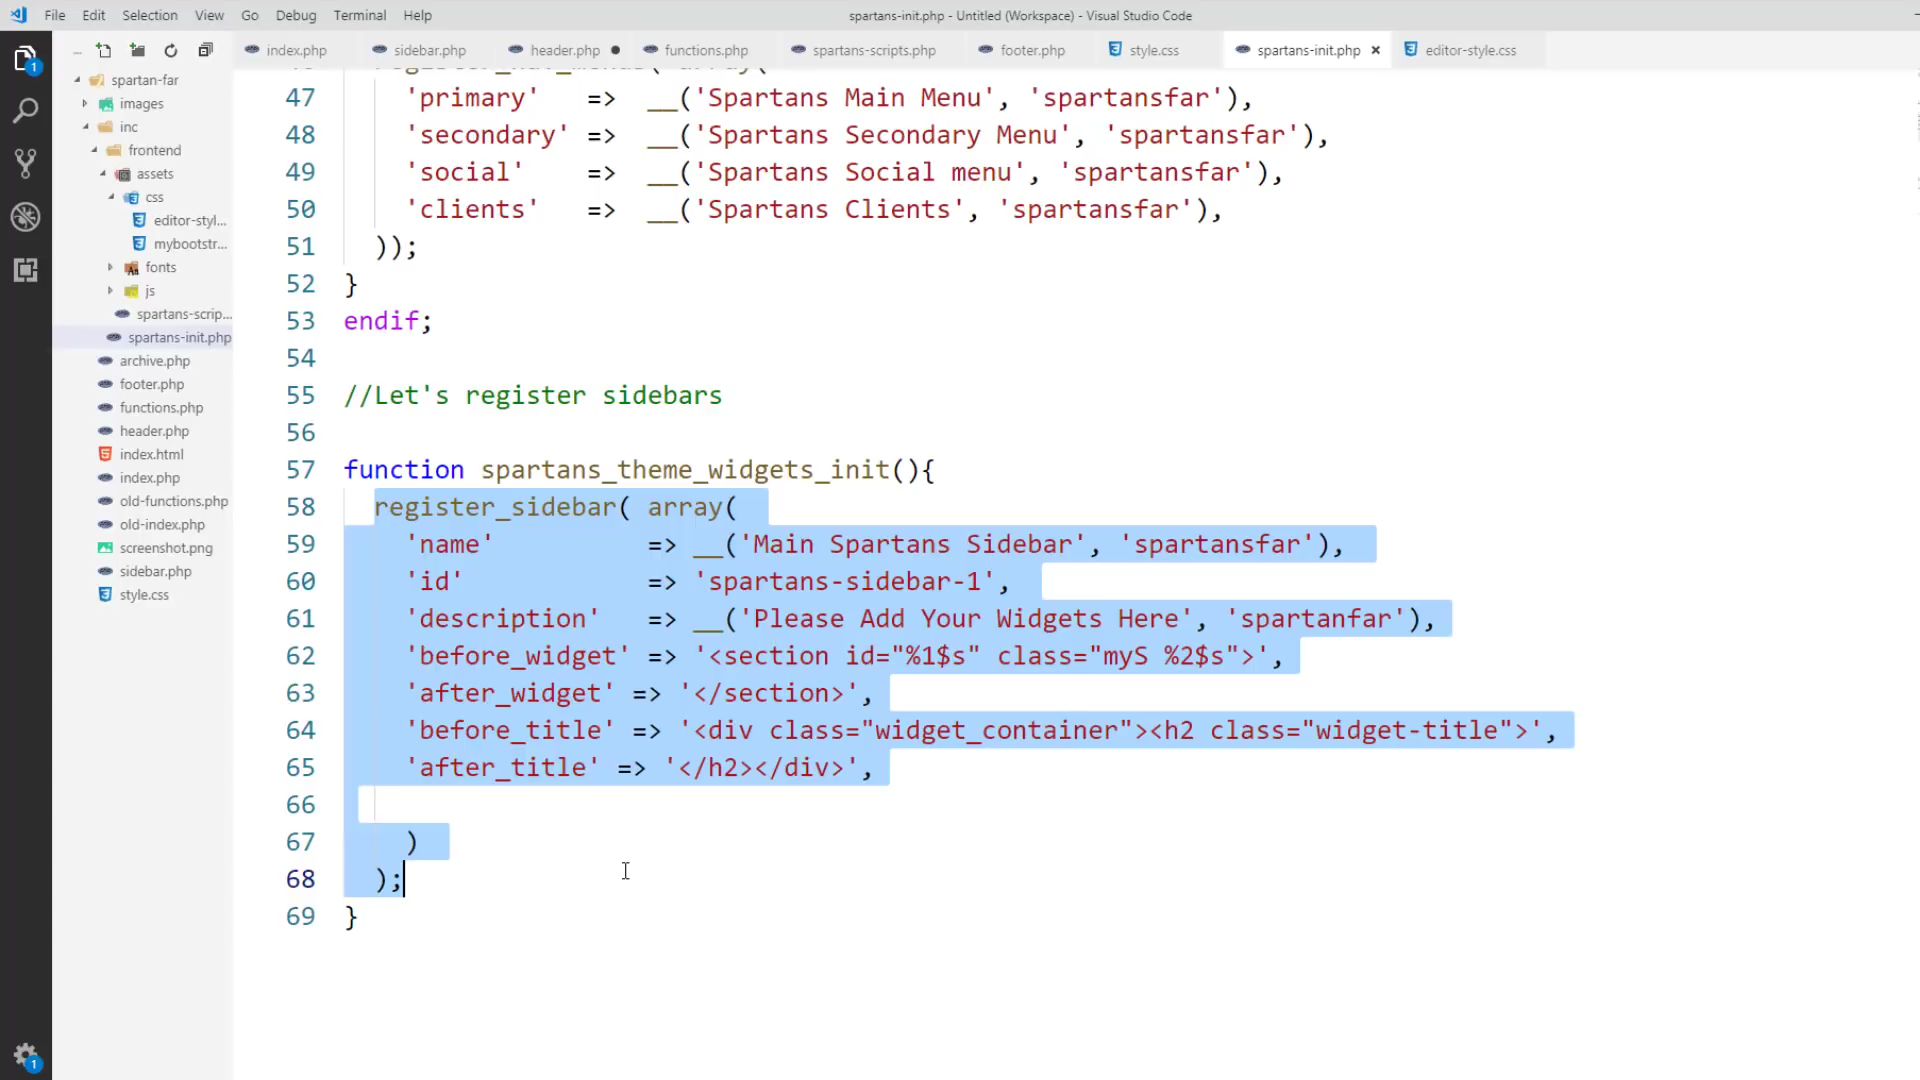 File Edit Selection View Go Debug Terminal Help
spartans-init.php - Untitled (Workspace) - Visual Studio Code
index.php sidebar.php header.php functions.php spartans-scripts.php footer.php style.css spartans-init.php editor-style.css
1
spartan-far
images
inc
frontend
assets
css
editor-styl...
mybootstr...
fonts
js
spartans-scrip...
spartans-init.php
archive.php
footer.php
functions.php
header.php
index.html
index.php
old-functions.php
old-index.php
screenshot.png
sidebar.php
style.css
1
47 'primary' => __('Spartans Main Menu', 'spartansfar'),
48 'secondary' => __('Spartans Secondary Menu', 'spartansfar'),
49 'social' => __('Spartans Social menu', 'spartansfar'),
50 'clients' => __('Spartans Clients', 'spartansfar'),
51 ));
52 }
53 endif;
54
55 //Let's register sidebars
56
57 function spartans_theme_widgets_init(){
58 register_sidebar( array(
59 'name' => __('Main Spartans Sidebar', 'spartansfar'),
60 'id' => 'spartans-sidebar-1',
61 'description' => __('Please Add Your Widgets Here', 'spartanfar'),
62 'before_widget' => '<section id="%1$s" class="myS %2$s">',
63 'after_widget' => '</section>',
64 'before_title' => '<div class="widget_container"><h2 class="widget-title">',
65 'after_title' => '</h2></div>',
66
67 )
68 );
69 }